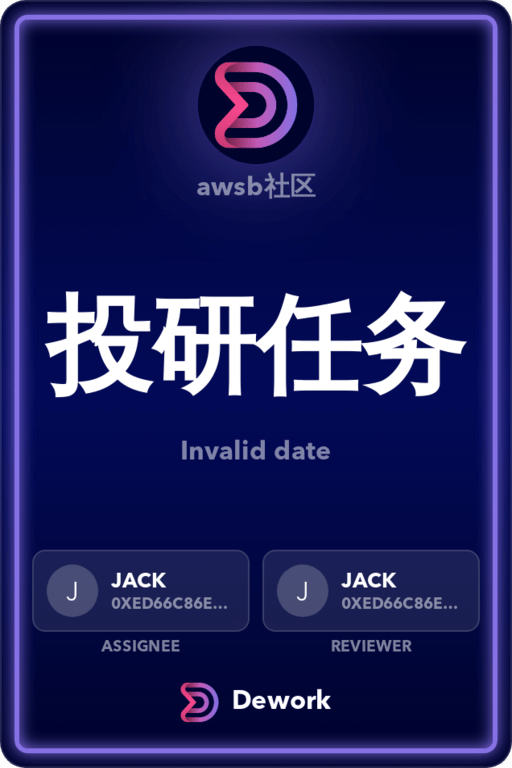 awsb社区
投研任务
Invalid date
J
JACK
0XED66C86E...
ASSIGNEE
J
JACK
0XED66C86E...
REVIEWER
Dework